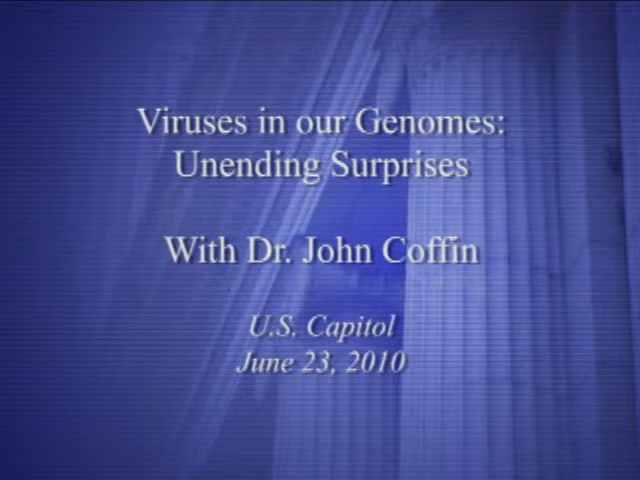 Viruses in our Genomes:
Unending Surprises
With Dr. John Coffin
U.S. Capitol
June 23, 2010